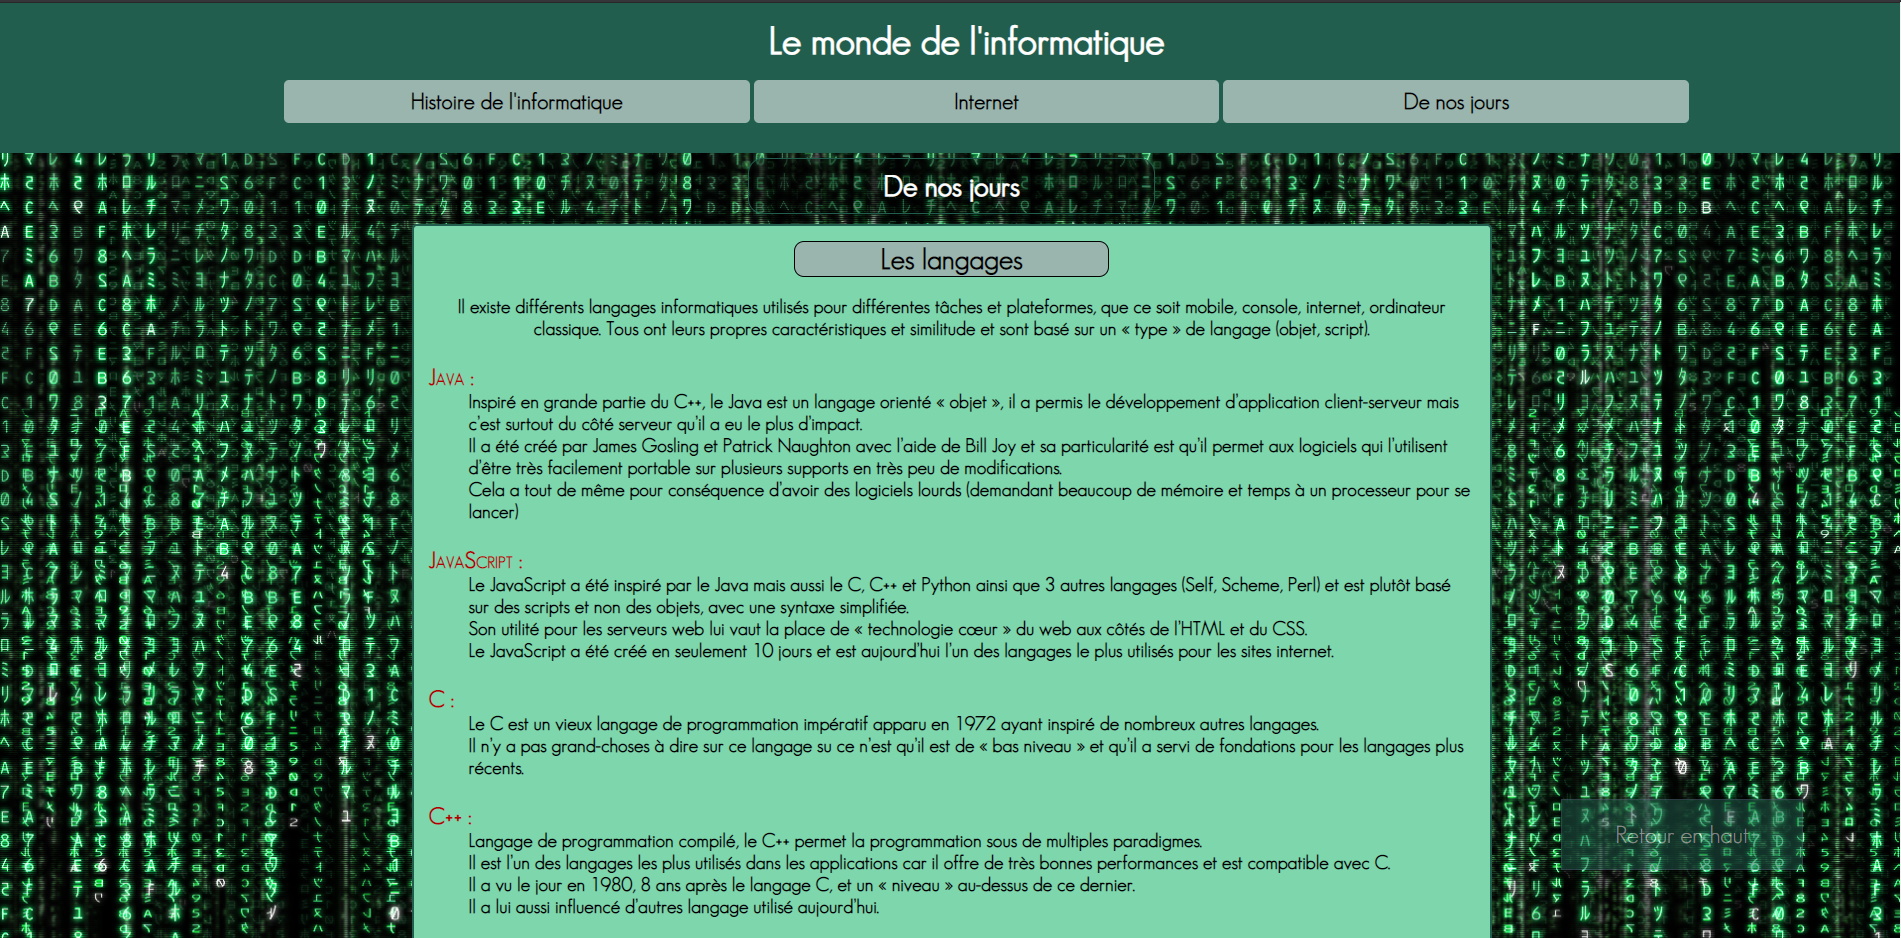 Le monde de l'informatique
Histoire de l'informatique
Internet
De nos jours
De nos jours
Les langages
Il existe différents langages informatiques utilisés pour différentes tâches et plateformes, que ce soit mobile, console, internet, ordinateur
classique. Tous ont leurs propres caractéristiques et similitude et sont basé sur un « type » de langage (objet, script).
Java :
Inspiré en grande partie du C++, le Java est un langage orienté « objet », il a permis le développement d'application client-serveur mais
c'est surtout du côté serveur qu'il a eu le plus d'impact.
Il a été créé par James Gosling et Patrick Naughton avec l'aide de Bill Joy et sa particularité est qu'il permet aux logiciels qui l'utilisent
d'être très facilement portable sur plusieurs supports en très peu de modifications.
Cela a tout de même pour conséquence d'avoir des logiciels lourds (demandant beaucoup de mémoire et temps à un processeur pour se
lancer)
JavaScript :
Le JavaScript a été inspiré par le Java mais aussi le C, C++ et Python ainsi que 3 autres langages (Self, Scheme, Perl) et est plutôt basé
sur des scripts et non des objets, avec une syntaxe simplifiée.
Son utilité pour les serveurs web lui vaut la place de « technologie cœur » du web aux côtés de l'HTML et du CSS.
Le JavaScript a été créé en seulement 10 jours et est aujourd'hui l'un des langages le plus utilisés pour les sites internet.
C :
Le C est un vieux langage de programmation impératif apparu en 1972 ayant inspiré de nombreux autres langages.
Il n'y a pas grand-choses à dire sur ce langage su ce n'est qu'il est de « bas niveau » et qu'il a servi de fondations pour les langages plus
récents.
C++ :
Langage de programmation compilé, le C++ permet la programmation sous de multiples paradigmes.
Il est l'un des langages les plus utilisés dans les applications car il offre de très bonnes performances et est compatible avec C.
Il a vu le jour en 1980, 8 ans après le langage C, et un « niveau » au-dessus de ce dernier.
Il a lui aussi influencé d'autres langage utilisé aujourd'hui.
Retour en haut